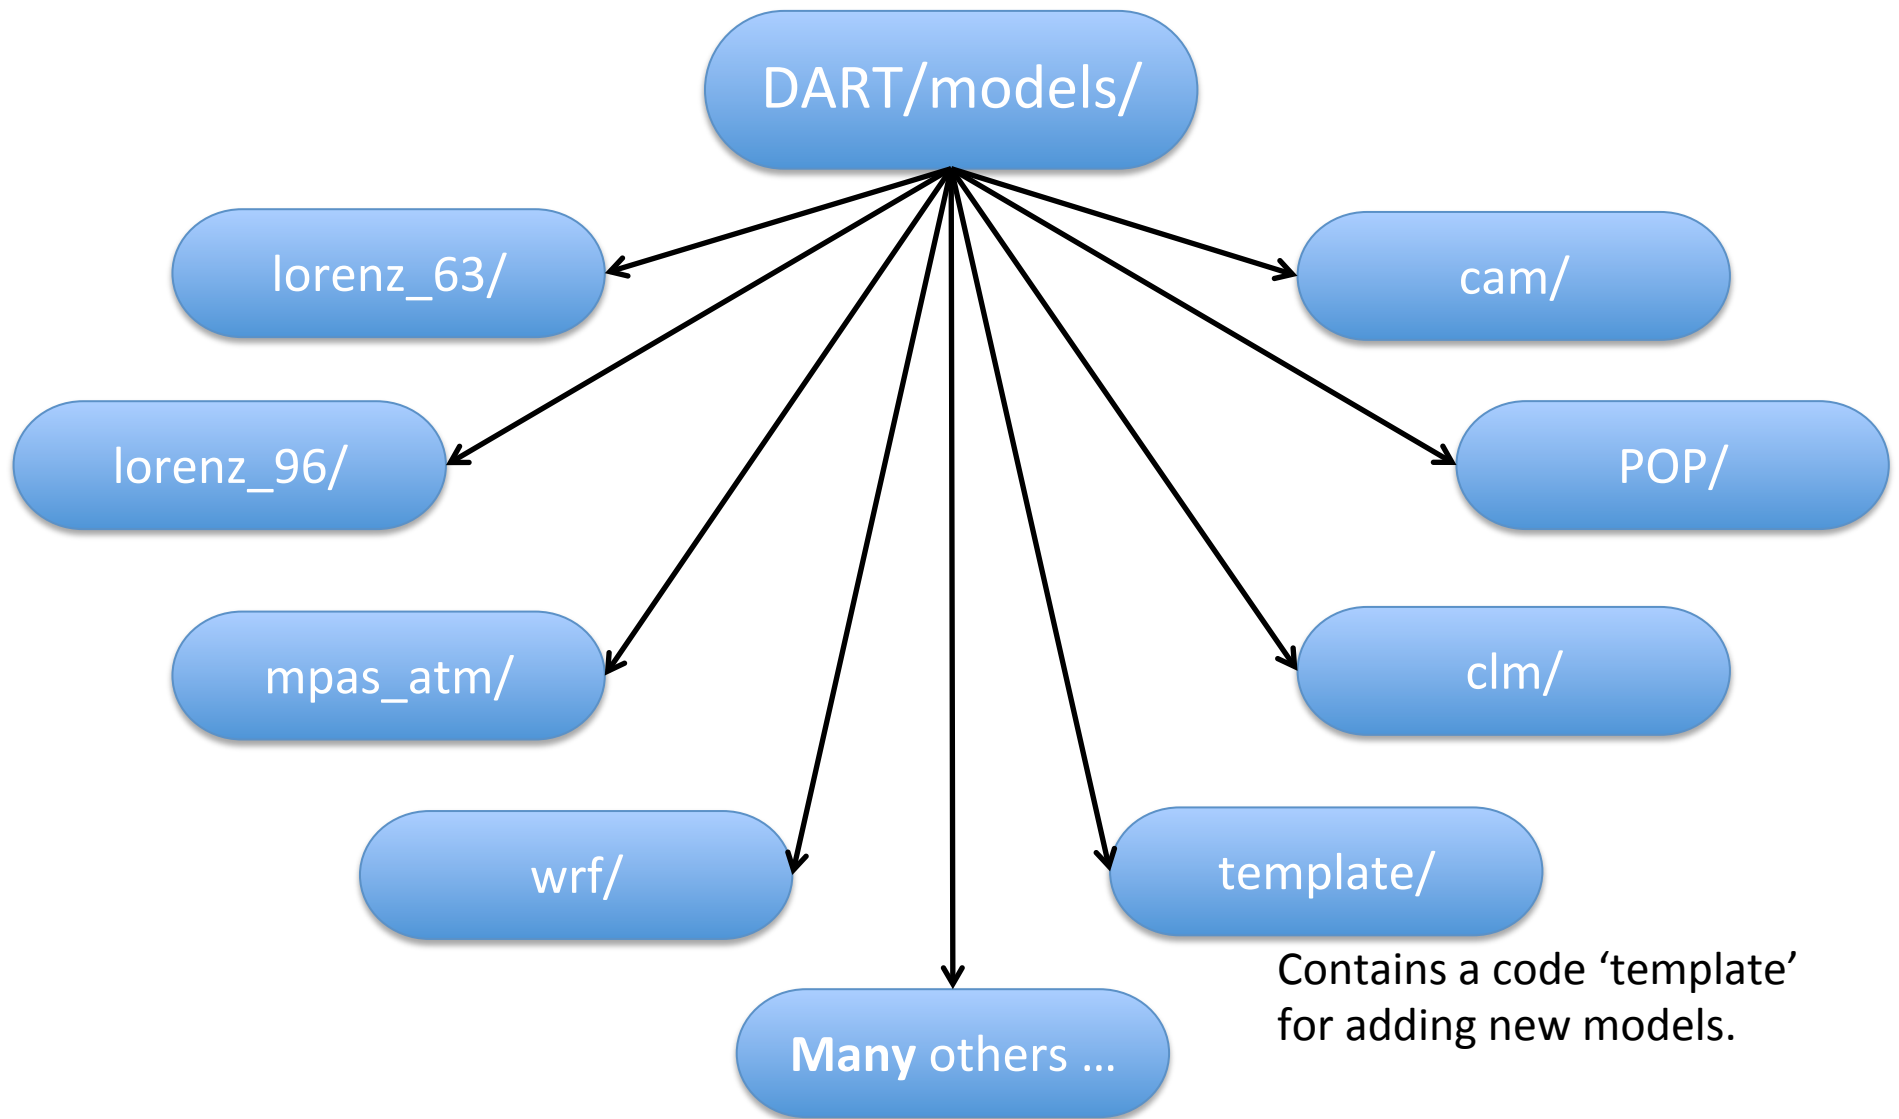 DART/models/
lorenz_63/
cam/
lorenz_96/
POP/
mpas_atm/
clm/
wrf/
template/
Contains a code ‘template’
for adding new models.
Many others …